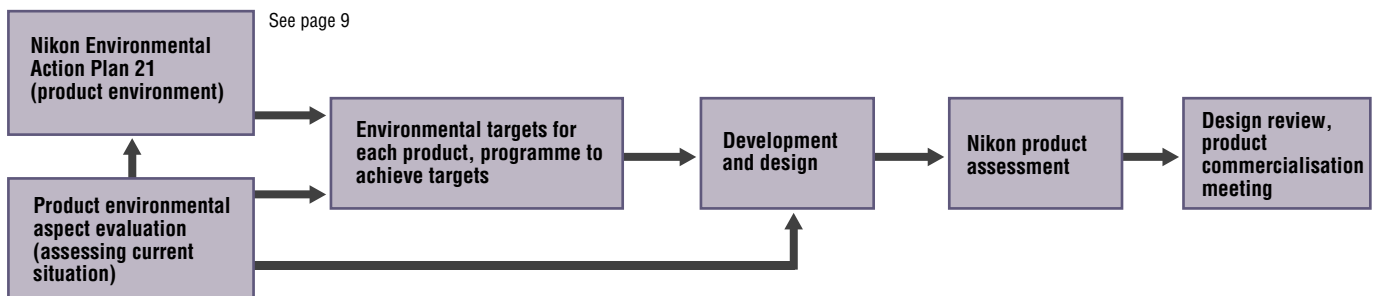 See page 9
Nikon Environmental
Action Plan 21
(product environment)
Product environmental
aspect evaluation
(assessing current
situation)
Environmental targets for
each product, programme to
achieve targets
Development
and design
Nikon product
assessment
Design review,
product
commercialisation
meeting